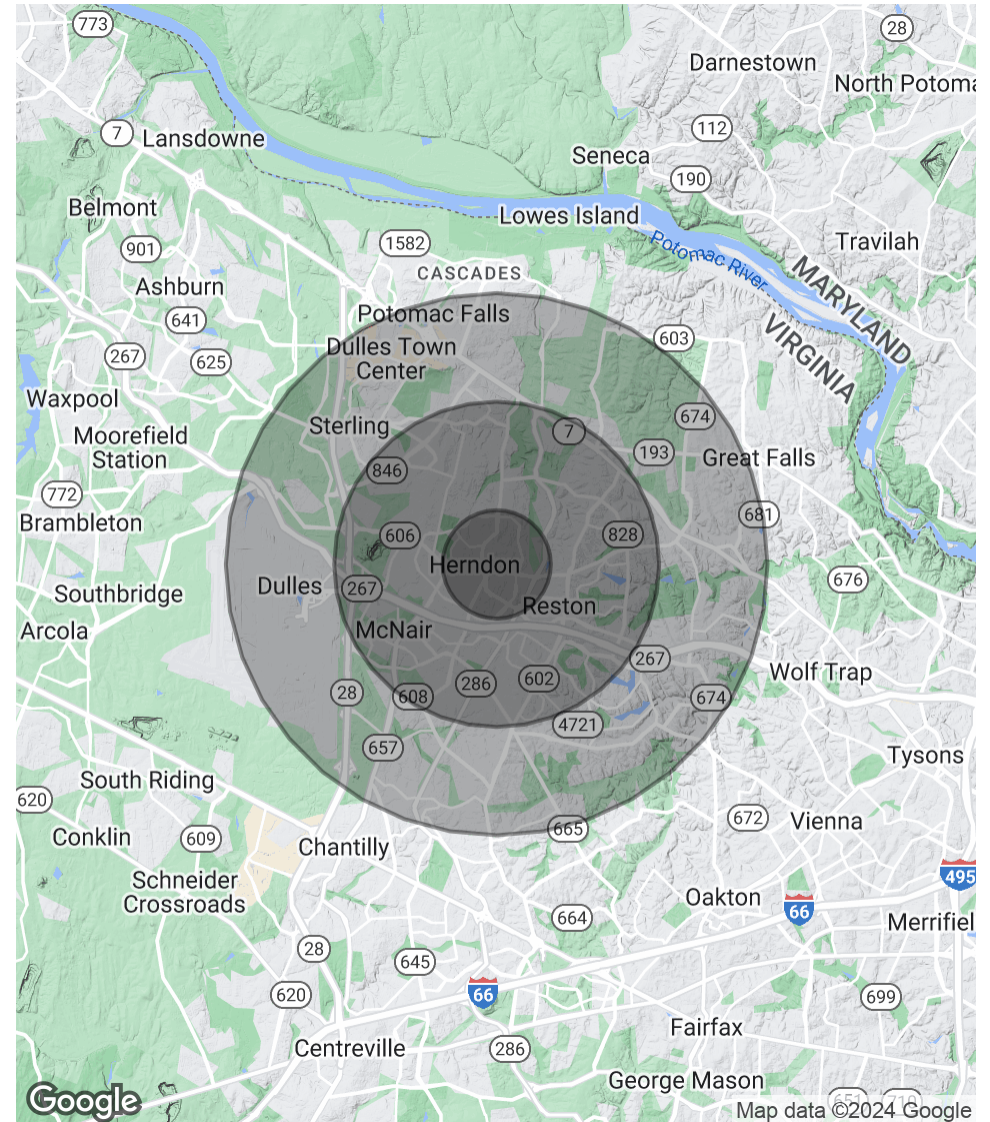 773
28
Darnestown
North Potoma
7
Lansdowne
112
Seneca
190
Belmont
Lowes Island
901
1582
Potomac River
Travilah
CASCADES
MARYLAND
Ashburn
Potomac Falls
641
VIRGINIA
603
Dulles Town
Center
267
625
Waxpool
674
Sterling
7
Moorefield
Station
193
Great Falls
846
772
681
Brambleton
606
828
Herndon
676
Dulles
267
Southbridge
Reston
Arcola
McNair
267
Wolf Trap
28
608
286
602
674
4721
657
Tysons
South Riding
620
672
Vienna
665
Conklin
609
Chantilly
495
Schneider
Crossroads
Oakton
66
664
Merrifiel
28
645
620
66
699
Fairfax
Centreville
286
George Mason
651
710
Google
Map data ©2024 Google